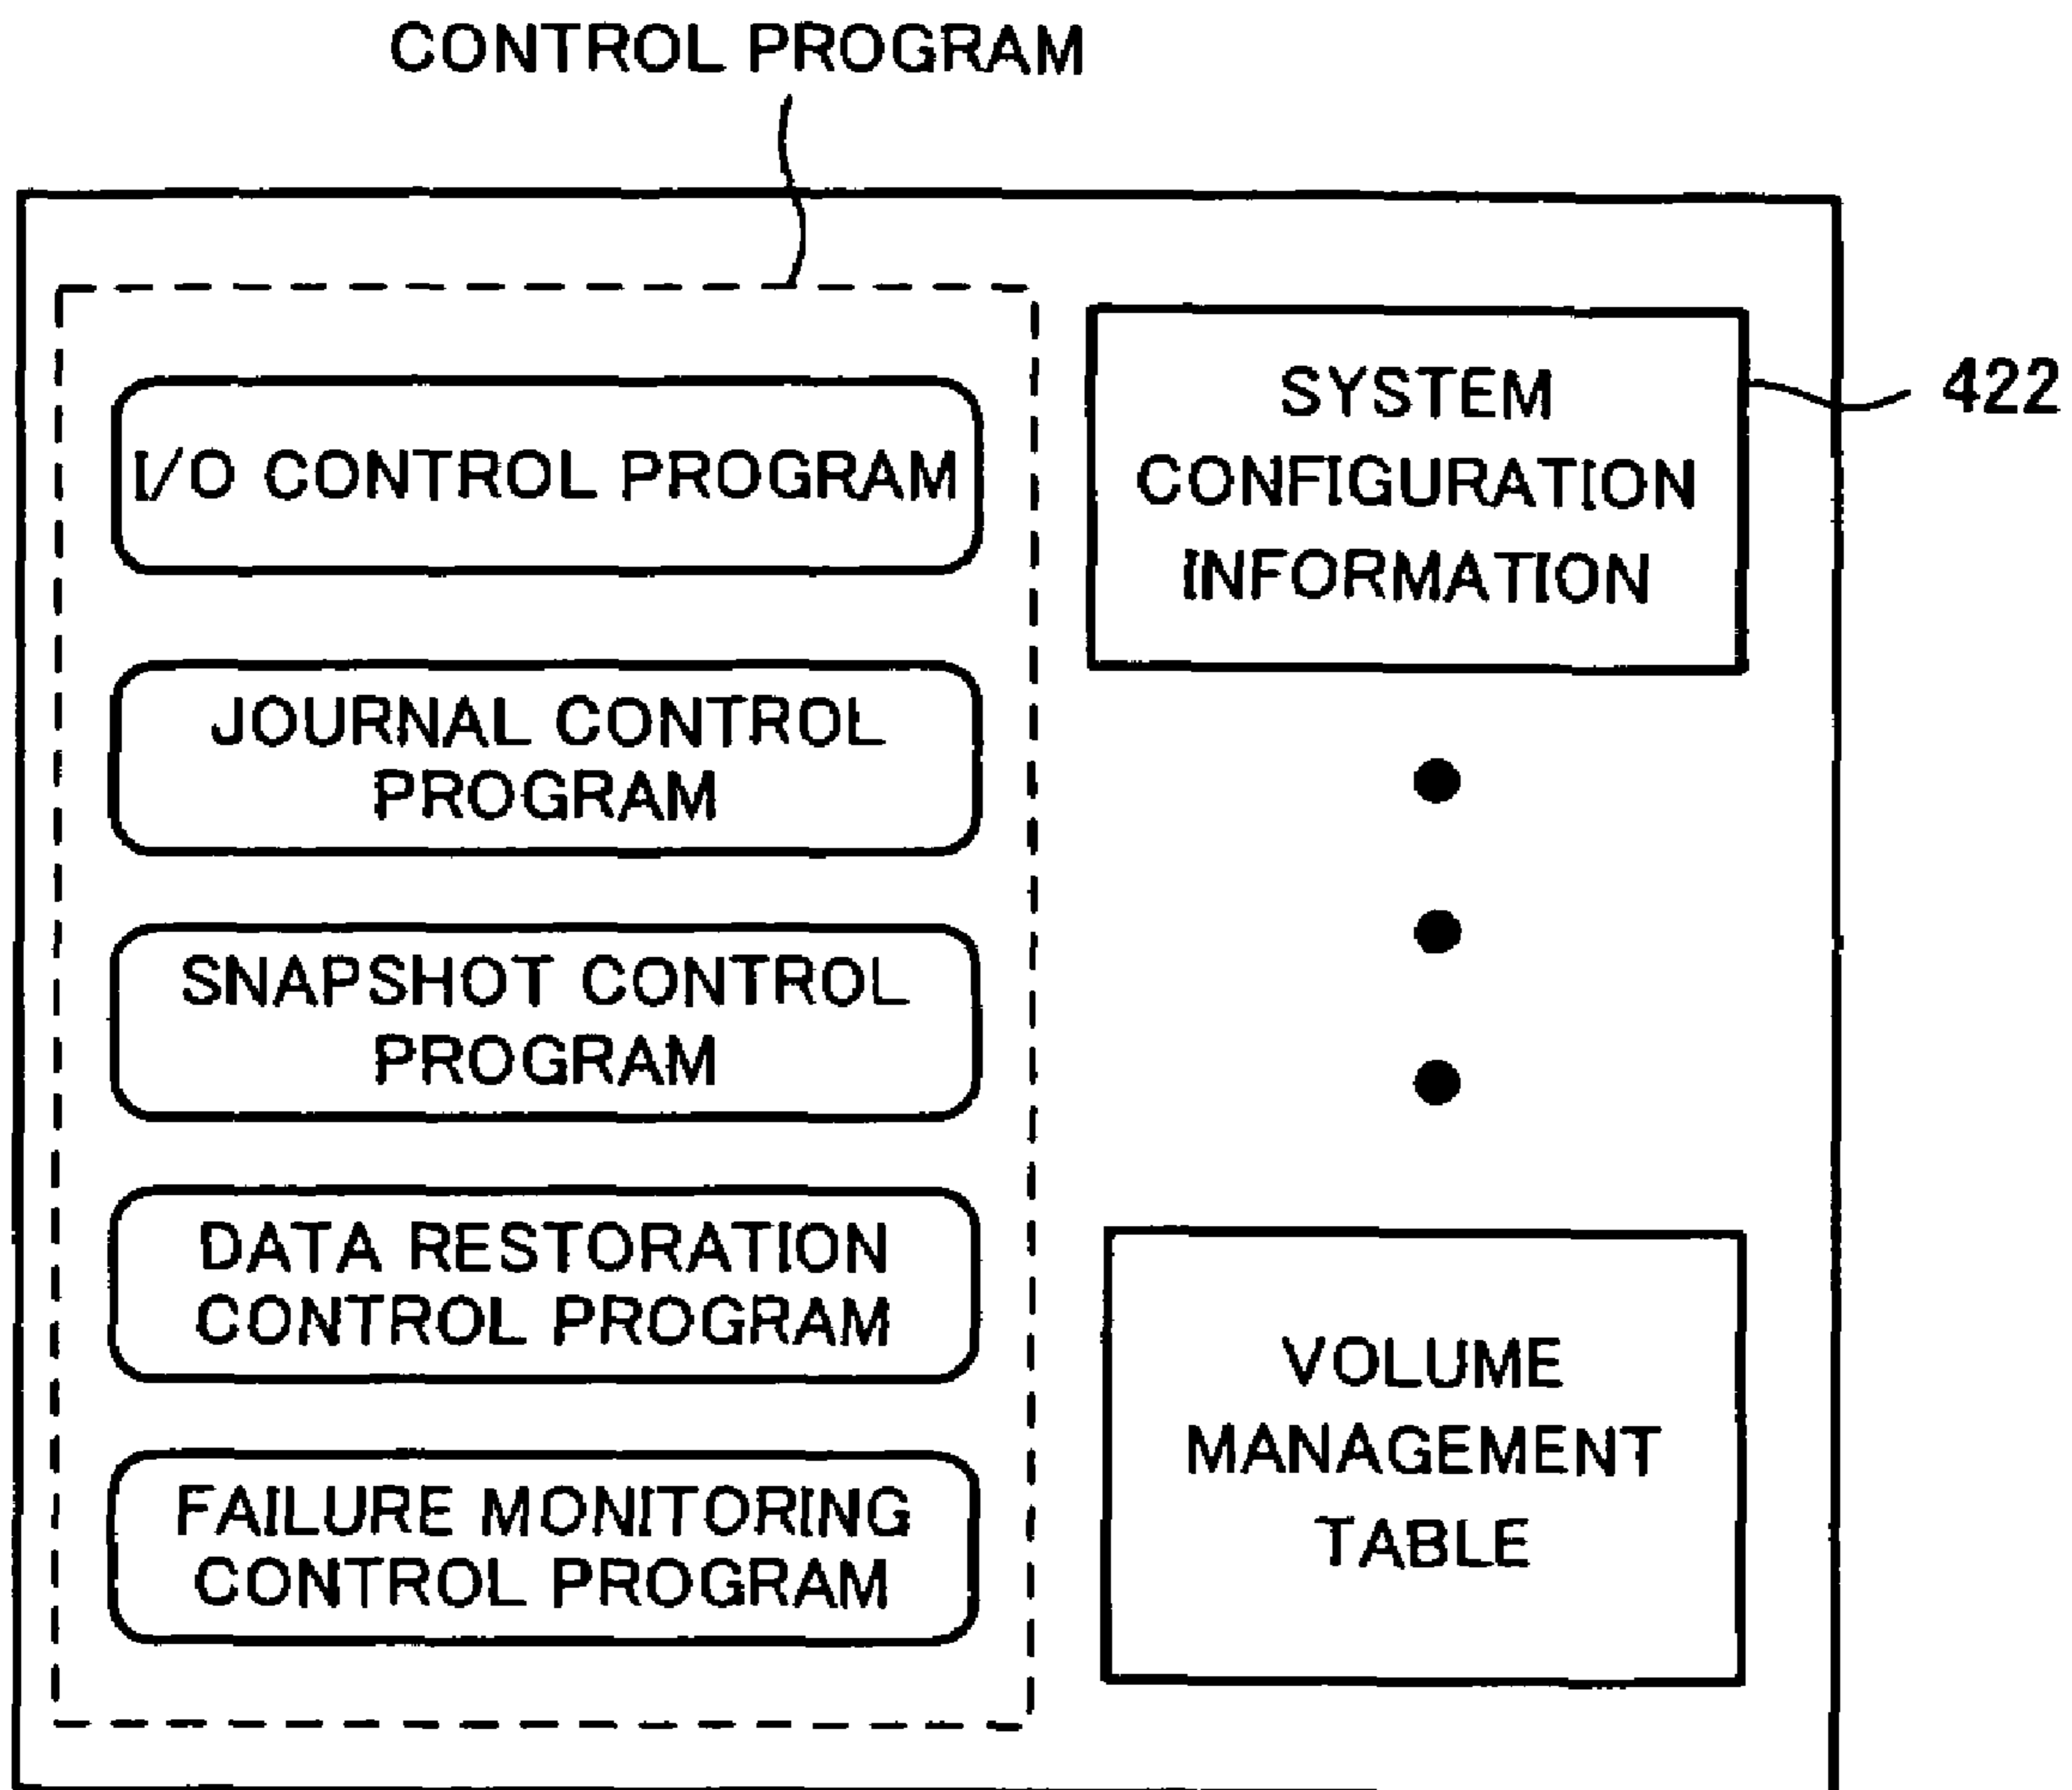 CONTROL PROGRAM
I/O CONTROL PROGRAM
JOURNAL CONTROL
PROGRAM
SNAPSHOT CONTROL
PROGRAM
DATA RESTORATION
CONTROL PROGRAM
FAILURE MONITORING
CONTROL PROGRAM
SYSTEM
CONFIGURATION
INFORMATION
422
VOLUME
MANAGEMENT
TABLE